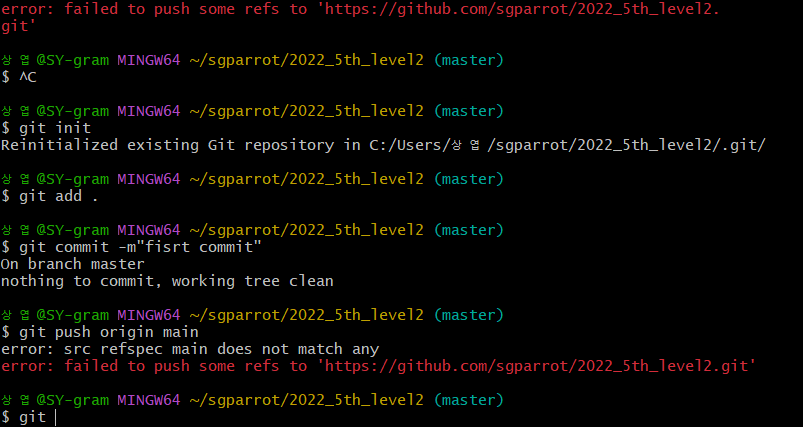 error: failed to push some refs to 'https://github.com/sgparrot/2022_5th_level2.
git'
상 엽 @SY-gram MINGW64 ~/sgparrot/2022_5th_level2 (master)
$ ^C
상 엽 @SY-gram MINGW64 ~/sgparrot/2022_5th_level2 (master)
$ git init
Reinitialized existing Git repository in C:/Users/상 엽 /sgparrot/2022_5th_level2/.git/
상 엽 @SY-gram MINGW64 ~/sgparrot/2022_5th_level2 (master)
$ git add .
상 엽 @SY-gram MINGW64 ~/sgparrot/2022_5th_level2 (master)
$ git commit -m"fisrt commit"
On branch master
nothing to commit, working tree clean
상 엽 @SY-gram MINGW64 ~/sgparrot/2022_5th_level2 (master)
$ git push origin main
error: src refspec main does not match any
error: failed to push some refs to 'https://github.com/sgparrot/2022_5th_level2.git'
상 엽 @SY-gram MINGW64 ~/sgparrot/2022_5th_level2 (master)
$ git